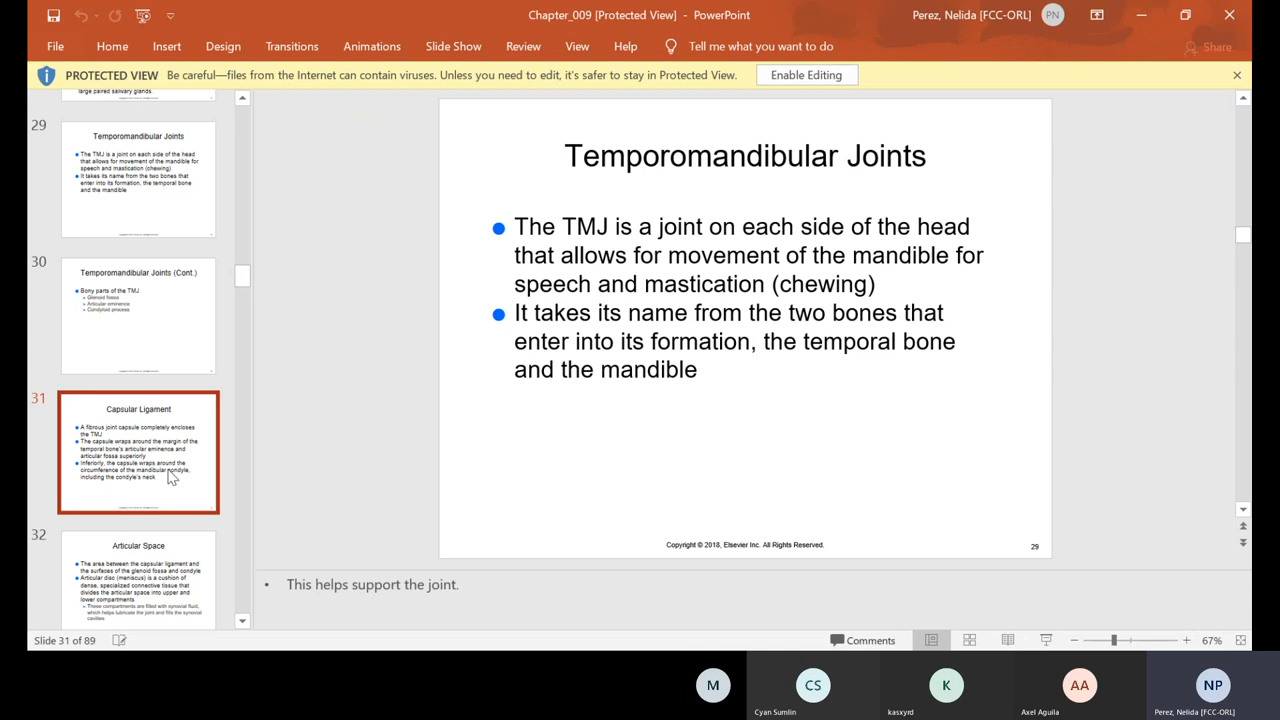 Chapter_009 [Protected View] - PowerPoint
Perez, Nelida [FCC-ORL]
PN
File Home Insert Design Transitions Animations Slide Show Review View Help Tell me what you want to do
Share
PROTECTED VIEW Be careful—files from the Internet can contain viruses. Unless you need to edit, it's safer to stay in Protected View.
Enable Editing
large paired salivary glands.
29
Temporomandibular Joints
The TMJ is a joint on each side of the head
that allows for movement of the mandible for
speech and mastication (chewing)
It takes its name from the two bones that
enter into its formation, the temporal bone
and the mandible
30
Temporomandibular Joints (Cont.)
Bony parts of the TMJ
Glenoid fossa
Articular eminence
Condyloid process
31
Capsular Ligament
A fibrous joint capsule completely encloses
the TMJ
The capsule wraps around the margin of the
temporal bone's articular eminence and
articular fossa superiorly
Inferiorly, the capsule wraps around the
circumference of the mandibular condyle,
including the condyle's neck
32
Articular Space
The area between the capsular ligament and
the surfaces of the glenoid fossa and condyle
Articular disc (meniscus) is a cushion of
dense, specialized connective tissue that
divides the articular space into upper and
lower compartments
These compartments are filled with synovial fluid,
which helps lubricate the joint and fills the synovial
cavities
Temporomandibular Joints
The TMJ is a joint on each side of the head
that allows for movement of the mandible for
speech and mastication (chewing)
It takes its name from the two bones that
enter into its formation, the temporal bone
and the mandible
Copyright © 2018, Elsevier Inc. All Rights Reserved.
29
• This helps support the joint.
Slide 31 of 89
Comments
67%
M
CS
Cyan Sumlin
K
kasxyrd
AA
Axel Aguila
NP
Perez, Nelida [FCC-ORL]